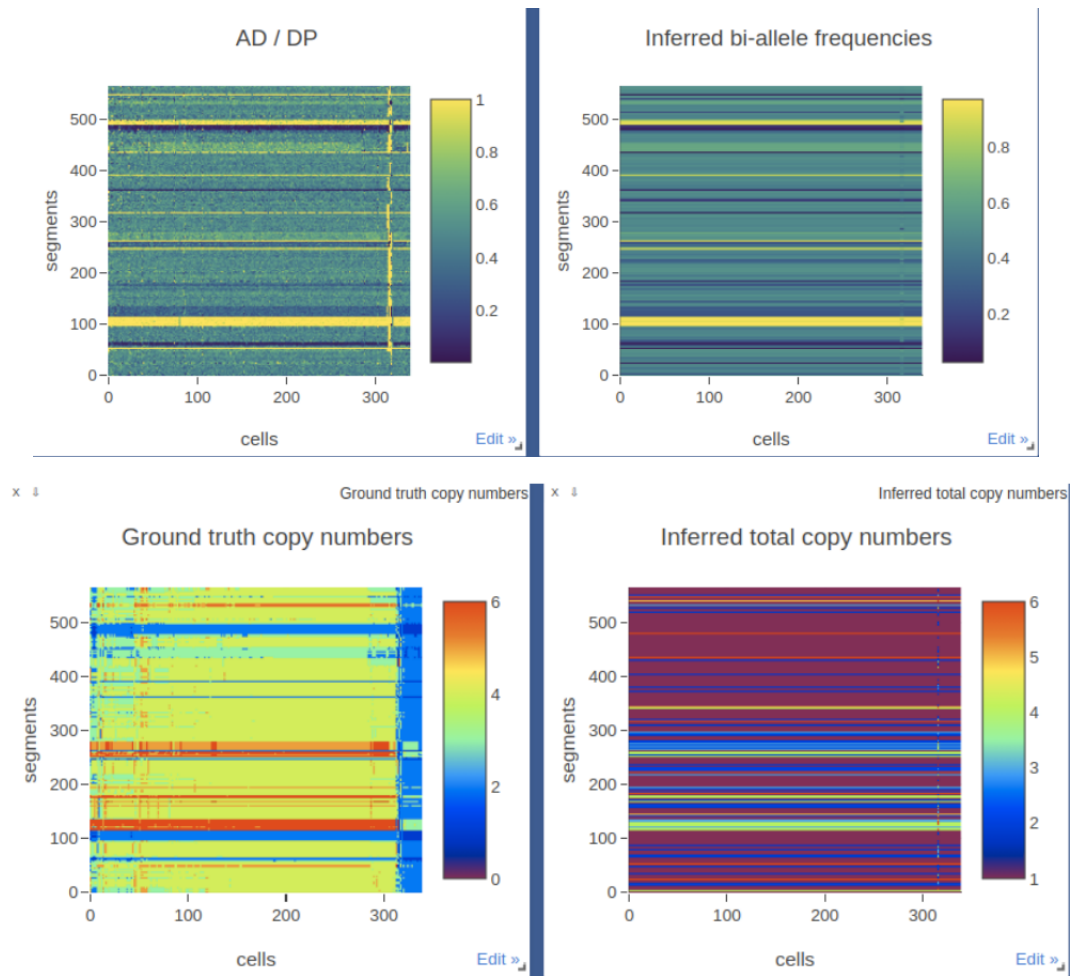 AD / DP
Inferred bi-allele frequencies
500
400
300
200
100
0
segments
0 100 200 300
cells
1
0.8
0.6
0.4
0.2
Edit »
500
400
300
200
100
0
segments
0 100 200 300
cells
0.8
0.6
0.4
0.2
Edit »
x ⇩ Ground truth copy numbers
x ⇩ Inferred total copy numbers
Ground truth copy numbers
Inferred total copy numbers
500
400
300
200
100
0
segments
0 100 200 300
cells
6
4
2
0
Edit »
500
400
300
200
100
0
segments
0 100 200 300
cells
6
5
4
3
2
1
Edit »